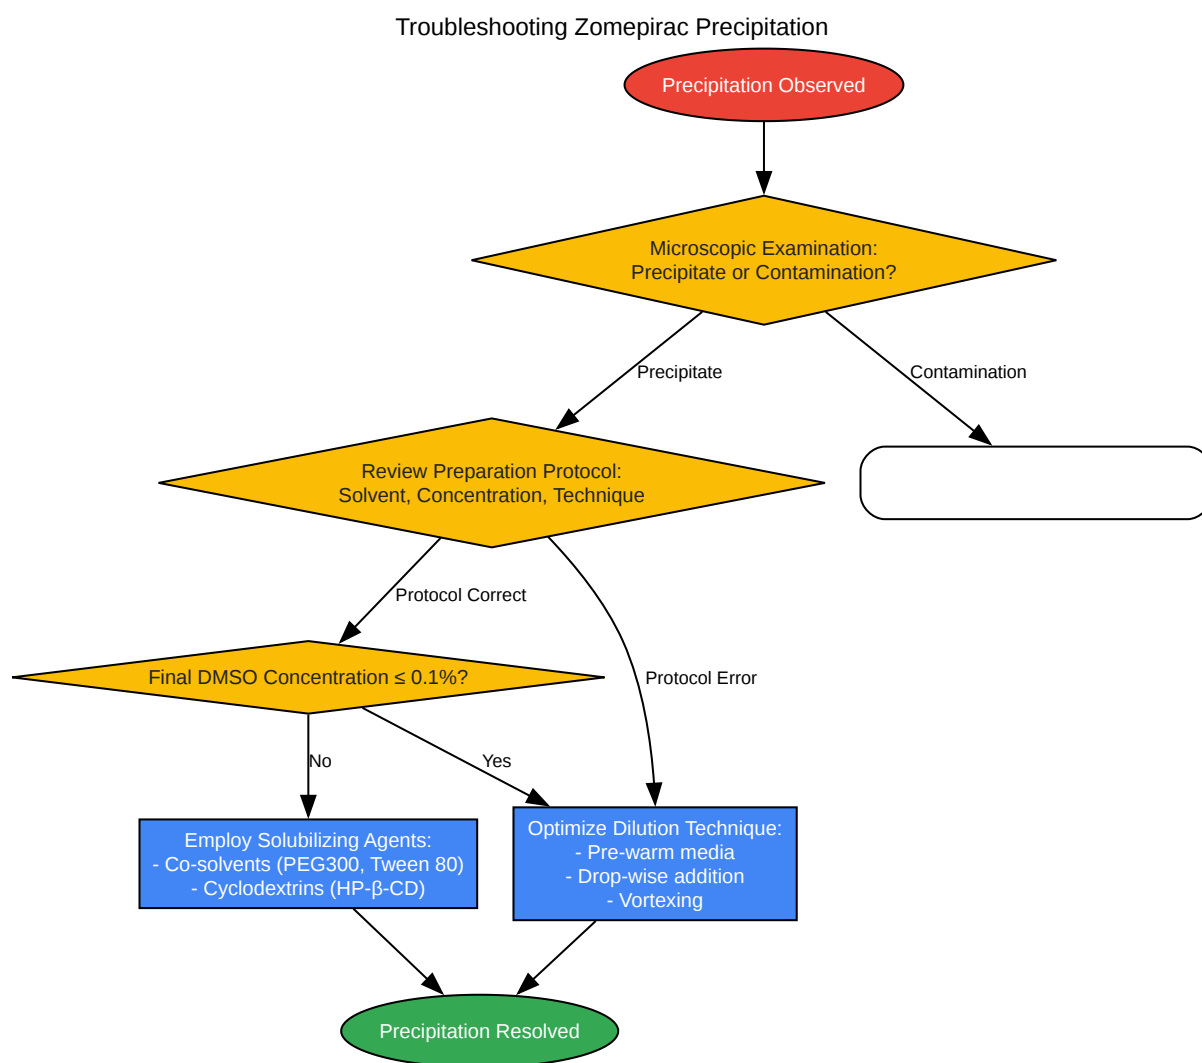 Troubleshooting Zomepirac Precipitation
Precipitation Observed
Microscopic Examination:
Precipitate or Contamination?
Precipitate
Contamination
Review Preparation Protocol:
Solvent, Concentration, Technique
Protocol Correct
Protocol Error
Final DMSO Concentration ≤ 0.1%?
No
Yes
Employ Solubilizing Agents:
- Co-solvents (PEG300, Tween 80)
- Cyclodextrins (HP-β-CD)
Optimize Dilution Technique:
- Pre-warm media
- Drop-wise addition
- Vortexing
Precipitation Resolved